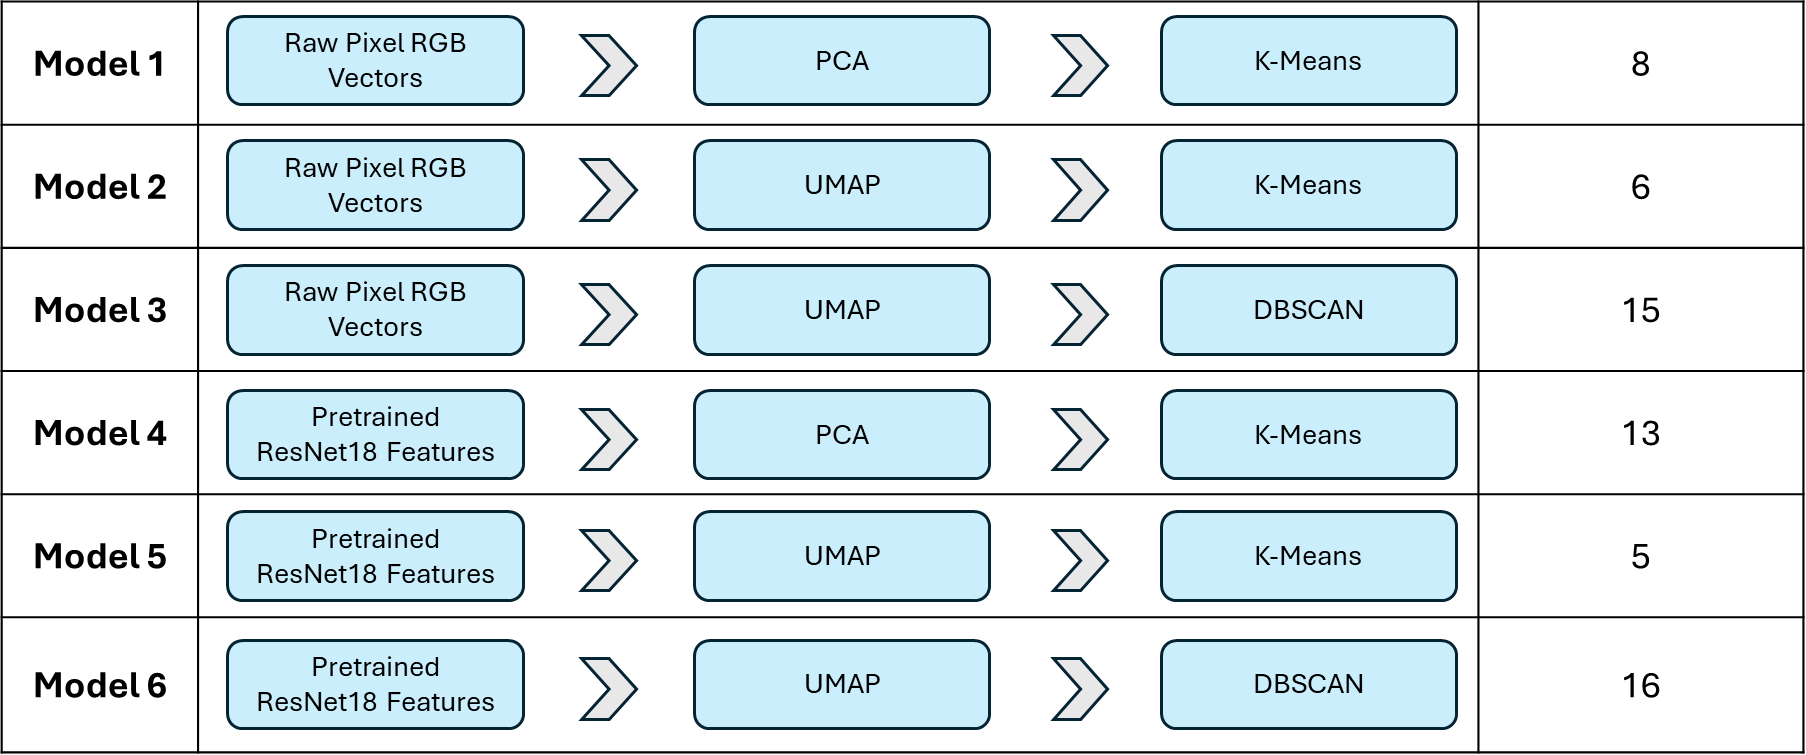 Model 1
Raw Pixel RGB
Vectors
PCA
K-Means
8
Model 2
Raw Pixel RGB
Vectors
UMAP
K-Means
6
Model 3
Raw Pixel RGB
Vectors
UMAP
DBSCAN
15
Model 4
Pretrained
ResNet18 Features
PCA
K-Means
13
Model 5
Pretrained
ResNet18 Features
UMAP
K-Means
5
Model 6
Pretrained
ResNet18 Features
UMAP
DBSCAN
16